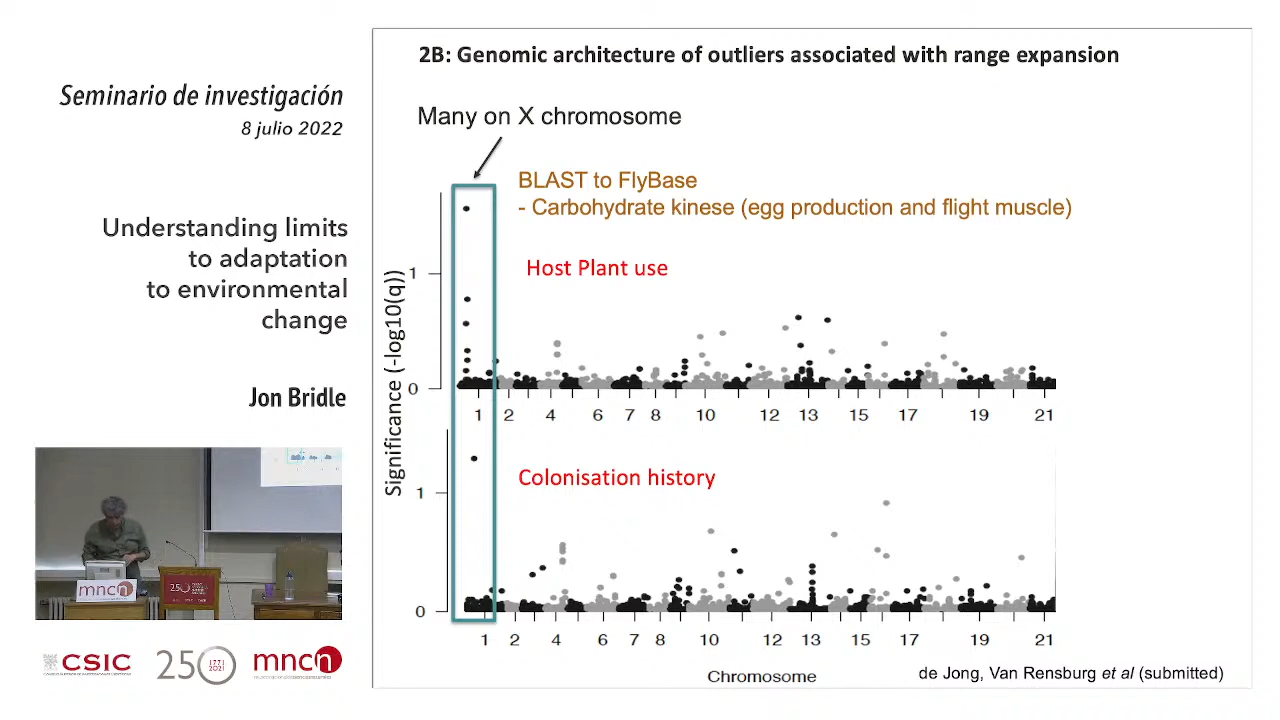 Seminario de investigación
8 julio 2022
Understanding limits
to adaptation
to environmental
change
Jon Bridle
mncn
250
CSIC
250
1771
2021
mncn
2B: Genomic architecture of outliers associated with range expansion
Many on X chromosome
BLAST to FlyBase
- Carbohydrate kinese (egg production and flight muscle)
Host Plant use
Significance (-log10(q))
1
0
1 2 4 6 7 8 10 12 13 15 17 19 21
Colonisation history
1
0
1 2 4 6 7 8 10 12 13 15 17 19 21
Chromosome
de Jong, Van Rensburg et al (submitted)